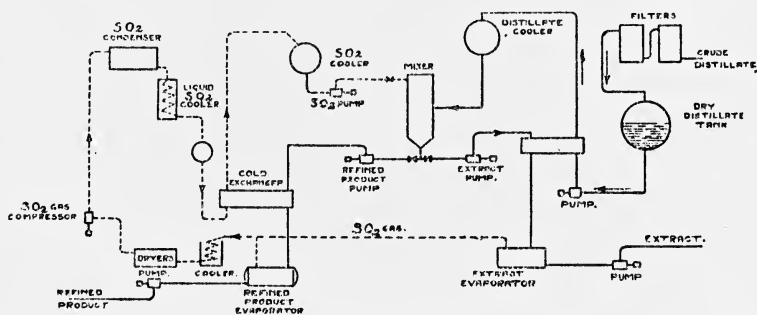 SO2
CONDENSER
LIQUID
SO2
COOLER
SO2
COOLER
SO2 PUMP
MIXER
DISTILLATE
COOLER
FILTERS
CRUDE
DISTILLATE.
DRY
DISTILLATE
TANK
COLD
EXCHANGER
REFINED
PRODUCT
PUMP
EXTRACT
PUMP.
PUMP.
SO2 GAS
COMPRESSOR
SO2 GAS.
DRYERS
COOLER.
PUMP.
REFINED
PRODUCT
REFINED
PRODUCT
EVAPORATOR
EXTRACT
EVAPORATOR
EXTRACT.
PUMP